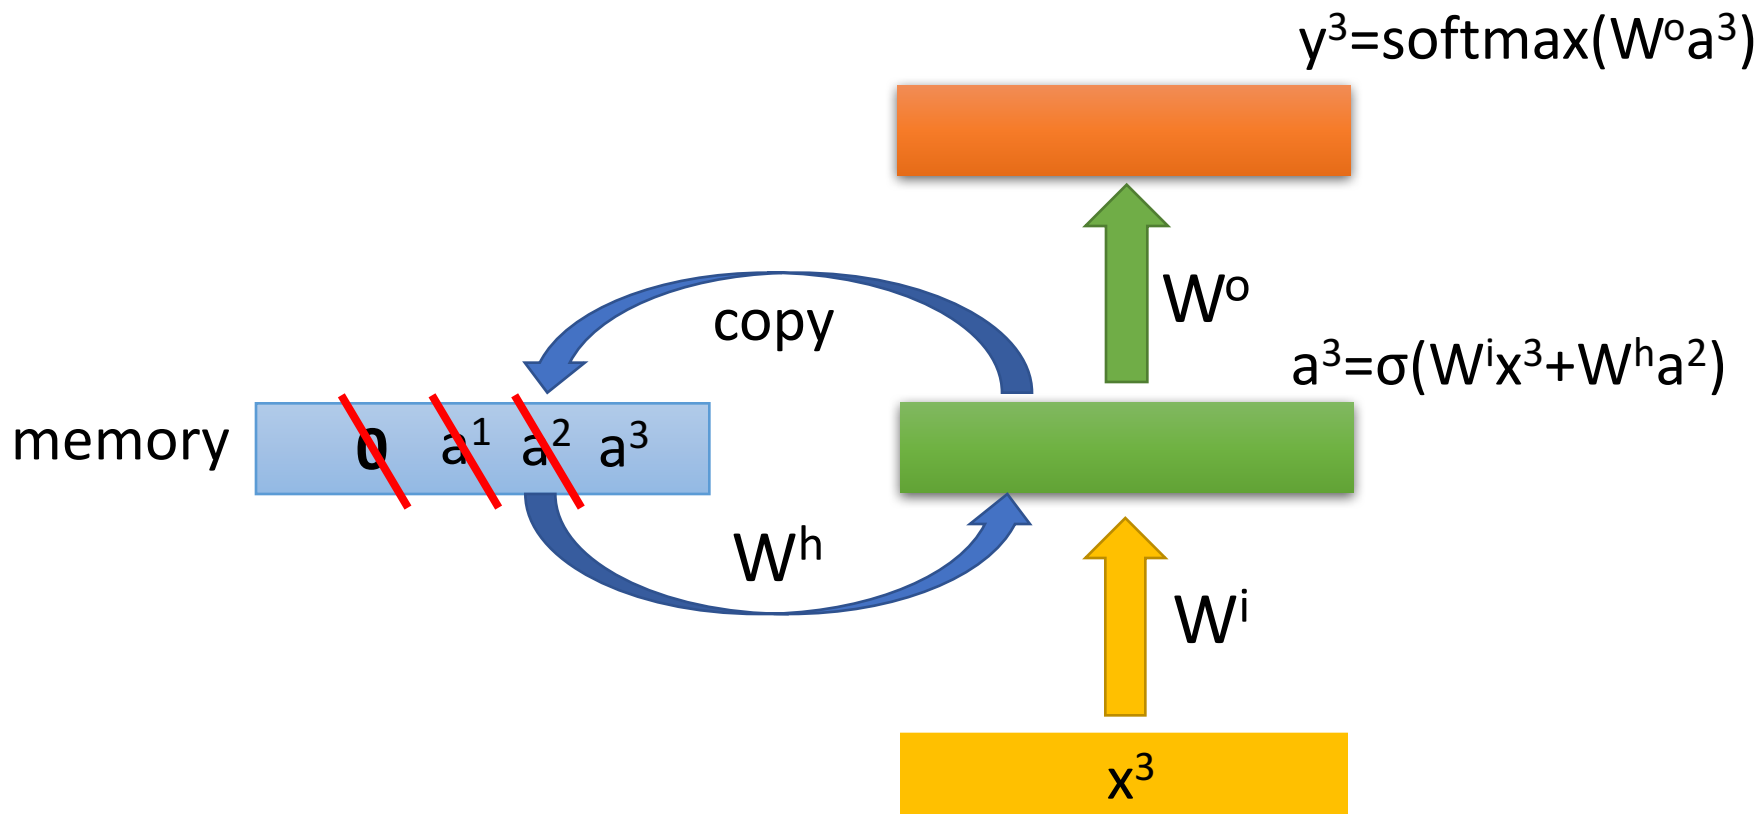 y³=softmax(Wᵒa³)
Wᵒ
copy
a³=σ(Wⁱx³+Wʰa²)
memory
0 a¹ a² a³
Wʰ
Wⁱ
x³